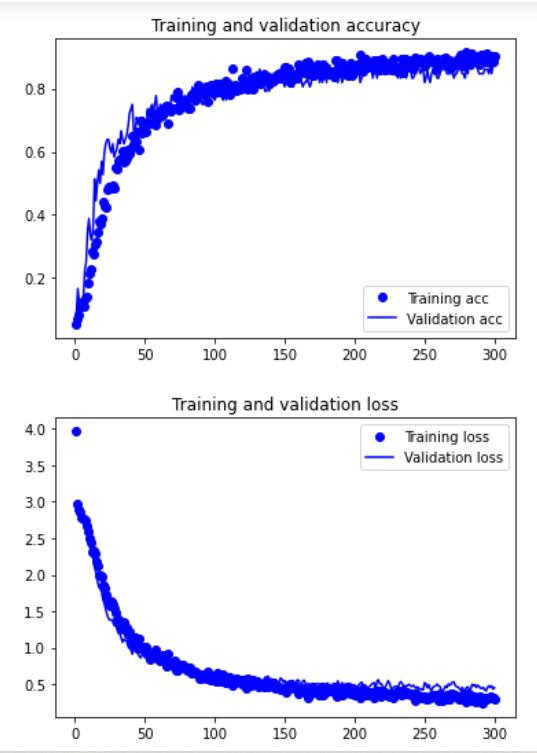 Training and validation accuracy
0.8
0.6
0.4
0.2
Training acc
Validation acc
0 50 100 150 200 250 300
Training and validation loss
4.0
3.5
3.0
2.5
2.0
1.5
1.0
0.5
Training loss
Validation loss
0 50 100 150 200 250 300